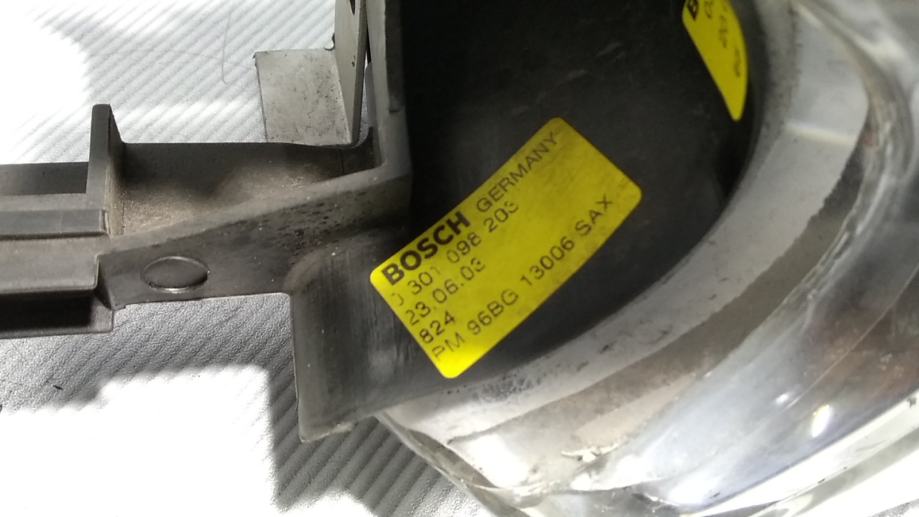 BOSCH GERMANY
0 301 098 203
23.06.03
824
PM 96BG 13006 SAX